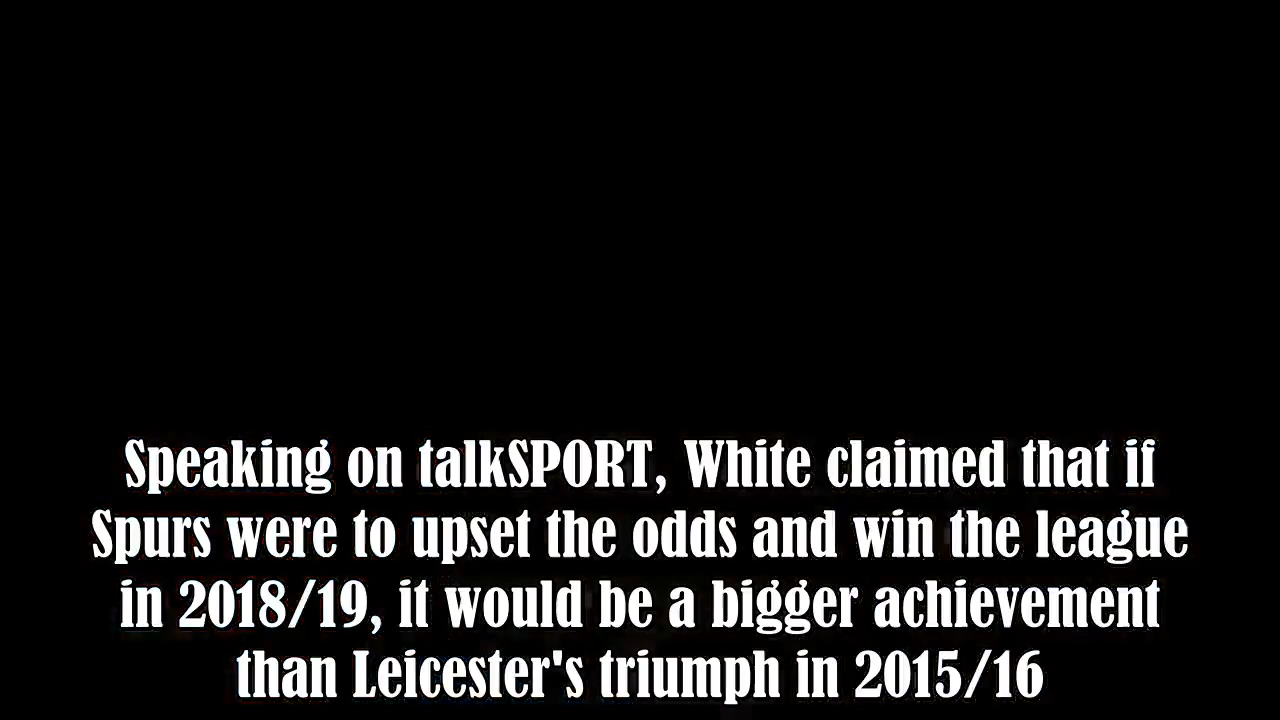 Speaking on talkSPORT, White claimed that if
Spurs were to upset the odds and win the league
in 2018/19, it would be a bigger achievement
than Leicester's triumph in 2015/16